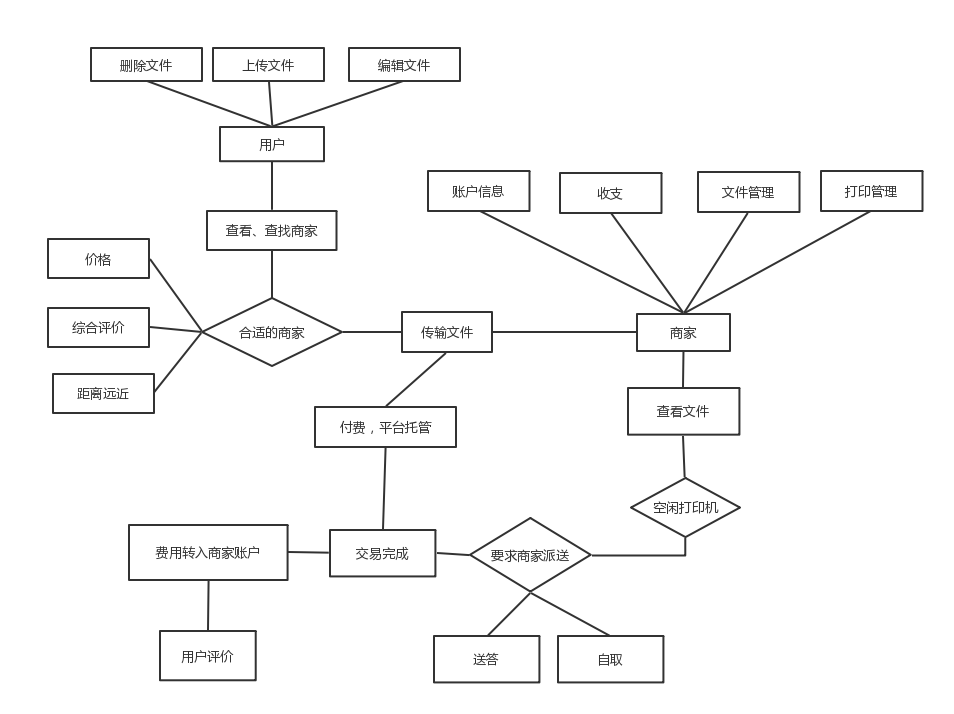 删除文件
上传文件
编辑文件
用户
账户信息
收支
文件管理
打印管理
查看、查找商家
价格
综合评价
距离远近
合适的商家
传输文件
商家
付费，平台托管
查看文件
空闲打印机
费用转入商家账户
交易完成
要求商家派送
用户评价
送答
自取